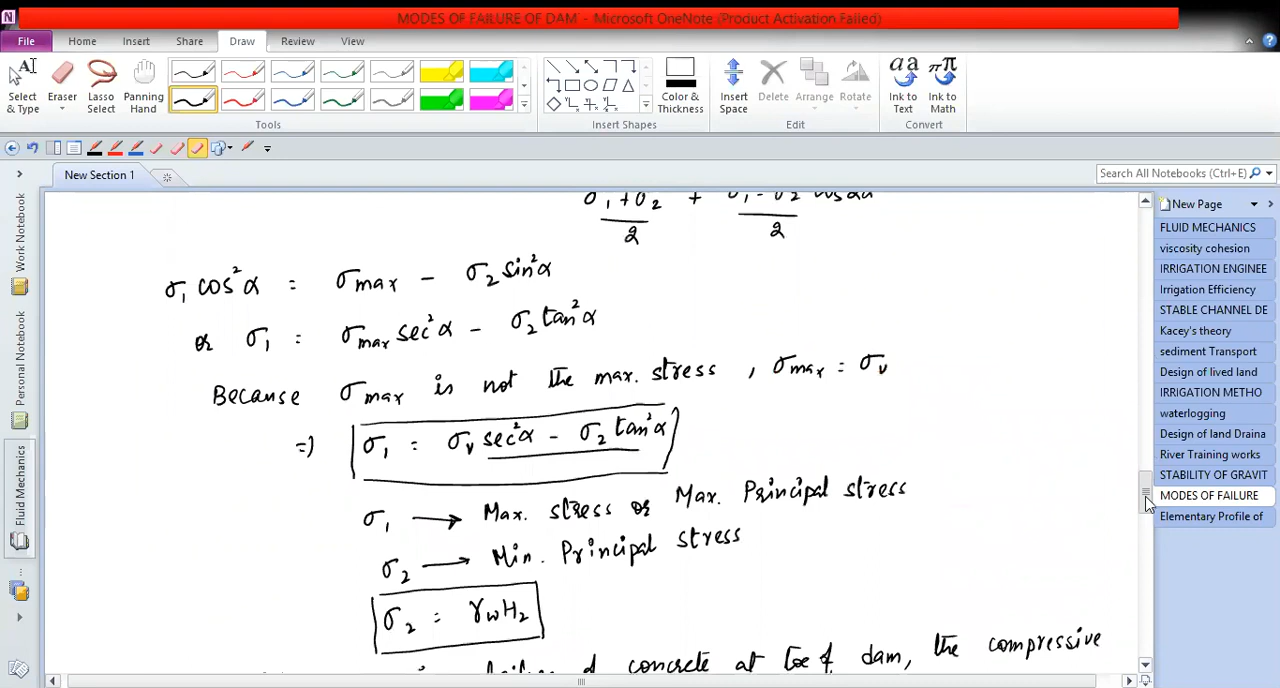 MODES OF FAILURE OF DAM - Microsoft OneNote (Product Activation Failed)
File Home Insert Share Draw Review View
Select & Type
Eraser
Lasso Select
Panning Hand
Color & Thickness
Insert Space
Delete
Arrange
Rotate
Ink to Text
Ink to Math
Tools
Insert Shapes
Edit
Convert
New Section 1
Search All Notebooks (Ctrl+E)
Work Notebook
Personal Notebook
Fluid Mechanics
σ₁+σ₂/2 + σ₁-σ₂/2 cos2α
σ₁ cos²α = σmax - σ₂ sin²α
or σ₁ = σmax sec²α - σ₂ tan²α
Because σmax is not the max. stress , σmax = σv
=) σ₁ = σv sec²α - σ₂ tan²α
σ₁ → Max. stress or Max. Principal stress
σ₂ → Min. Principal stress
σ₂ = γwH₂
of concrete at toe of dam, the compressive
New Page
FLUID MECHANICS
viscosity cohesion
IRRIGATION ENGINEE
Irrigation Efficiency
STABLE CHANNEL DE
Kacey's theory
sediment Transport
Design of lived land
IRRIGATION METHO
waterlogging
Design of land Draina
River Training works
STABILITY OF GRAVIT
MODES OF FAILURE
Elementary Profile of